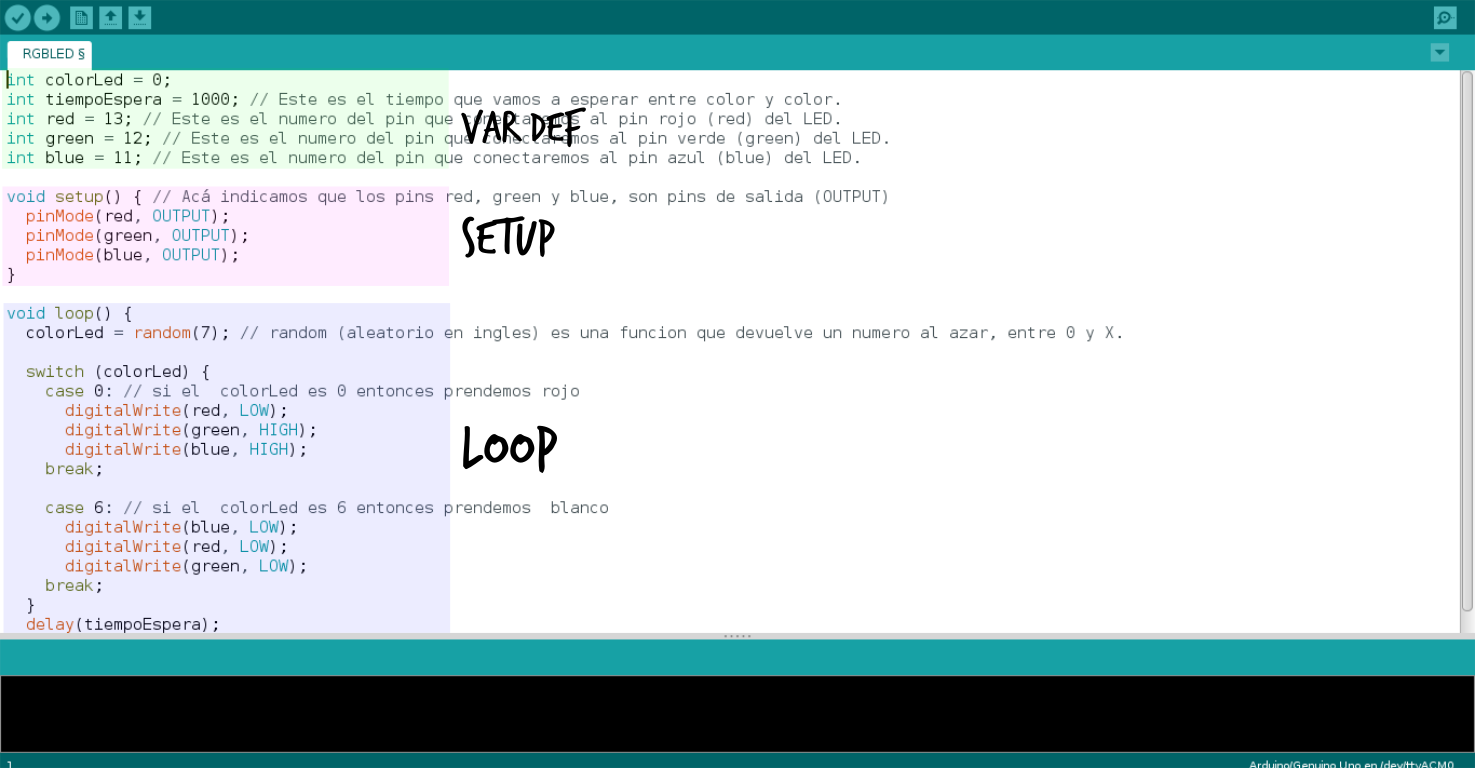 RGBLED §
int colorLed = 0;
int tiempoEspera = 1000; // Este es el tiempo que vamos a esperar entre color y color.
int red = 13; // Este es el numero del pin que conectaremos al pin rojo (red) del LED.
int green = 12; // Este es el numero del pin que conectaremos al pin verde (green) del LED.
int blue = 11; // Este es el numero del pin que conectaremos al pin azul (blue) del LED.
VAR DEF
void setup() { // Acá indicamos que los pins red, green y blue, son pins de salida (OUTPUT)
pinMode(red, OUTPUT);
pinMode(green, OUTPUT);
pinMode(blue, OUTPUT);
}
SETUP
void loop() {
colorLed = random(7); // random (aleatorio en ingles) es una funcion que devuelve un numero al azar, entre 0 y X.
switch (colorLed) {
case 0: // si el  colorLed es 0 entonces prendemos rojo
digitalWrite(red, LOW);
digitalWrite(green, HIGH);
digitalWrite(blue, HIGH);
break;
LOOP
case 6: // si el  colorLed es 6 entonces prendemos  blanco
digitalWrite(blue, LOW);
digitalWrite(red, LOW);
digitalWrite(green, LOW);
break;
}
delay(tiempoEspera);
1
Arduino/Genuino Uno en /dev/ttyACM0